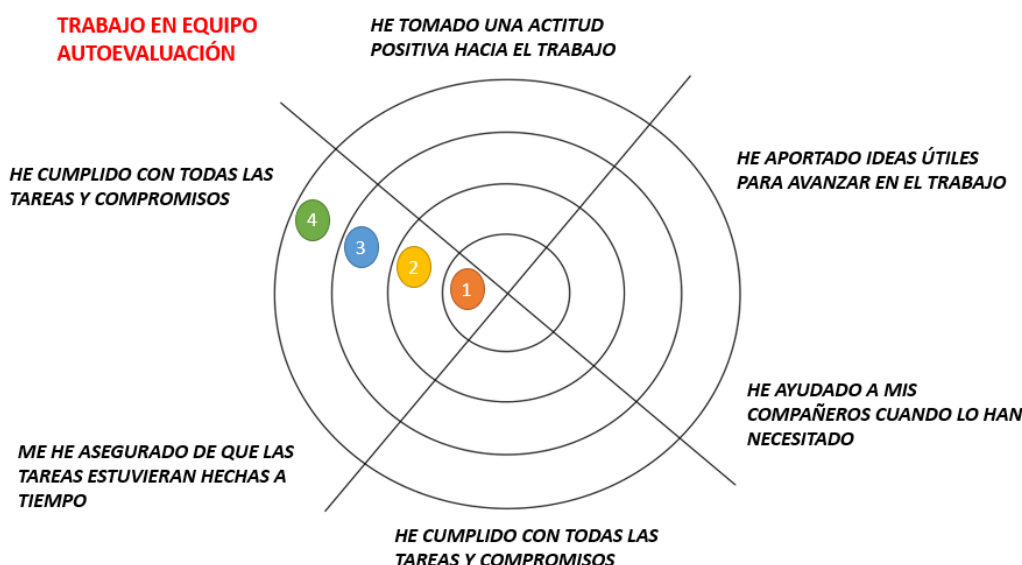 TRABAJO EN EQUIPO
AUTOEVALUACIÓN
HE TOMADO UNA ACTITUD
POSITIVA HACIA EL TRABAJO
HE CUMPLIDO CON TODAS LAS
TAREAS Y COMPROMISOS
HE APORTADO IDEAS ÚTILES
PARA AVANZAR EN EL TRABAJO
4
3
2
1
ME HE ASEGURADO DE QUE LAS
TAREAS ESTUVIERAN HECHAS A
TIEMPO
HE AYUDADO A MIS
COMPAÑEROS CUANDO LO HAN
NECESITADO
HE CUMPLIDO CON TODAS LAS
TAREAS Y COMPROMISOS